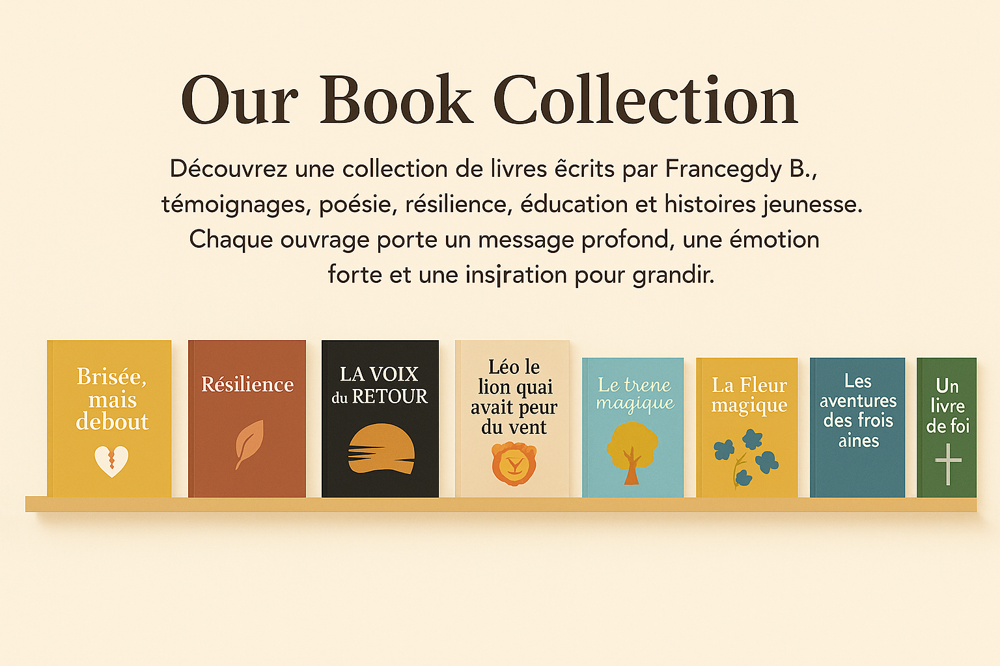 Our Book Collection
Découvrez une collection de livres ẽcrits par Francegdy B.,
témoignages, poésie, résilience, éducation et histoires jeunesse.
Chaque ouvrage porte un message profond, une émotion
forte et une insjration pour grandir.
Brisée,
mais
debout
Résilience
LA VOIX
du RETOUR
Léo le
lion quai
avait peur
du vent
Le trene
magique
La Fleur
magique
Les
aventures
des frois
aines
Un
livre
de foi